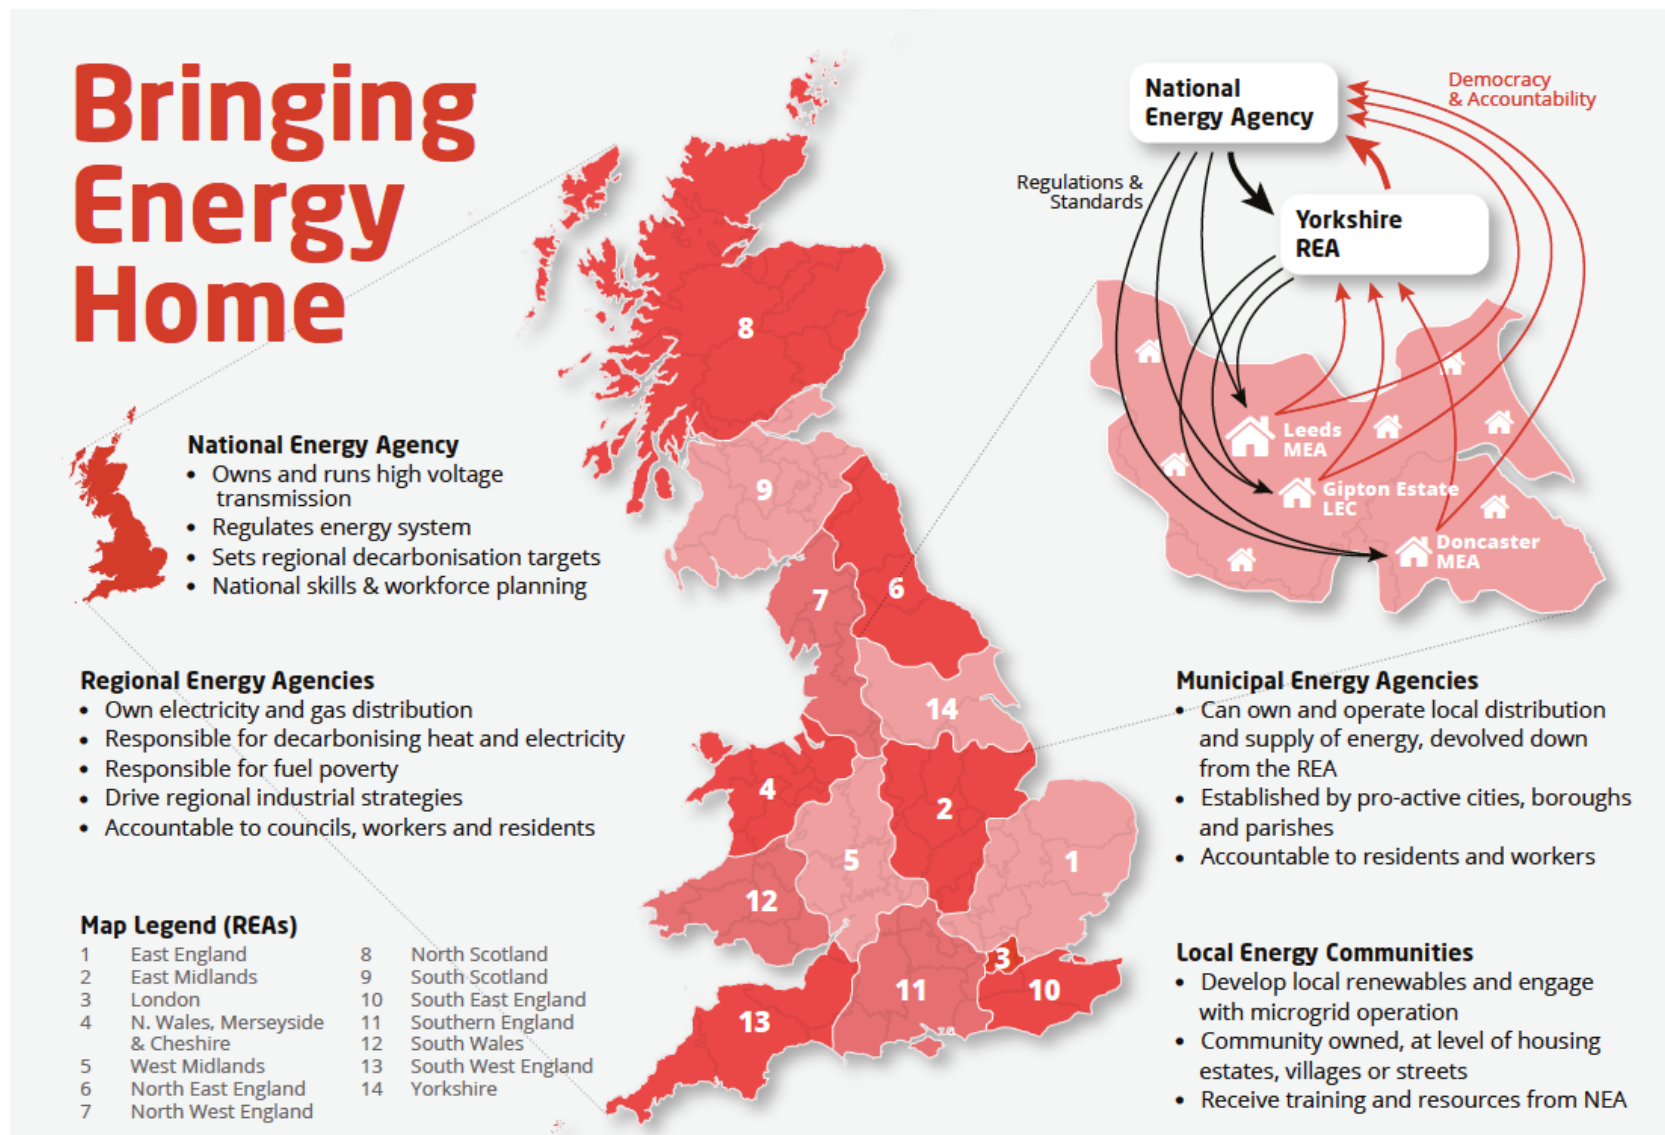 Bringing
Energy
Home
National Energy Agency
• Owns and runs high voltage
transmission
• Regulates energy system
• Sets regional decarbonisation targets
• National skills & workforce planning
Regional Energy Agencies
• Own electricity and gas distribution
• Responsible for decarbonising heat and electricity
• Responsible for fuel poverty
• Drive regional industrial strategies
• Accountable to councils, workers and residents
Map Legend (REAs)
1 East England
2 East Midlands
3 London
4 N. Wales, Merseyside
& Cheshire
5 West Midlands
6 North East England
7 North West England
8 North Scotland
9 South Scotland
10 South East England
11 Southern England
12 South Wales
13 South West England
14 Yorkshire
8
9
6
7
14
4
2
5
1
12
3
11
10
13
National
Energy Agency
Democracy
& Accountability
Regulations &
Standards
Yorkshire
REA
Leeds
MEA
Gipton Estate
LEC
Doncaster
MEA
Municipal Energy Agencies
• Can own and operate local distribution
and supply of energy, devolved down
from the REA
• Established by pro-active cities, boroughs
and parishes
• Accountable to residents and workers
Local Energy Communities
• Develop local renewables and engage
with microgrid operation
• Community owned, at level of housing
estates, villages or streets
• Receive training and resources from NEA